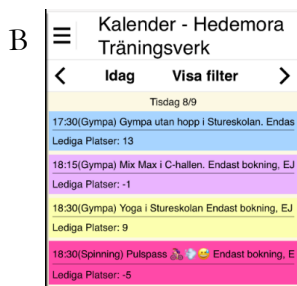 B
Kalender - Hedemora
Träningsverk
Idag Visa filter
Tisdag 8/9
17:30(Gympa) Gympa utan hopp i Stureskolan. Endas
Lediga Platser: 13
18:15(Gympa) Mix Max i C-hallen. Endast bokning, EJ
Lediga Platser: -1
18:30(Gympa) Yoga i Stureskolan Endast bokning, EJ
Lediga Platser: 9
18:30(Spinning) Pulspass 🚴💨😅 Endast bokning, E
Lediga Platser: -5